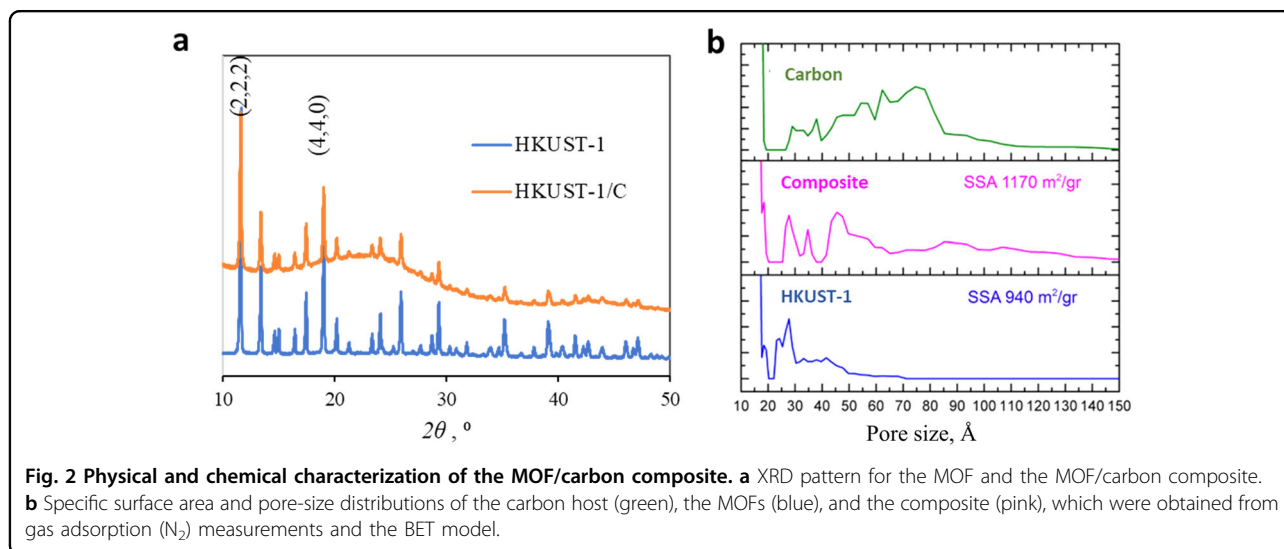 a
(2,2,2)
(4,4,0)
HKUST-1
HKUST-1/C
10 20 30 40 50
2θ , º
b
Carbon
Composite SSA 1170 m²/gr
HKUST-1 SSA 940 m²/gr
10 20 30 40 50 60 70 80 90 100 110 120 130 140 150
Pore size, Å
Fig. 2 Physical and chemical characterization of the MOF/carbon composite. a XRD pattern for the MOF and the MOF/carbon composite.
b Specific surface area and pore-size distributions of the carbon host (green), the MOFs (blue), and the composite (pink), which were obtained from
gas adsorption (N₂) measurements and the BET model.